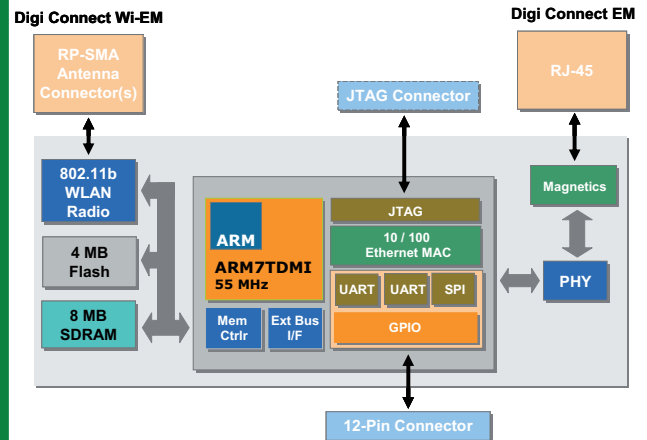 Digi Connect Wi-EM
Digi Connect EM
RP-SMA
Antenna
Connector(s)
RJ-45
JTAG Connector
802.11b
WLAN
Radio
Magnetics
JTAG
10 / 100
Ethernet MAC
ARM
ARM7TDMI
55 MHz
4 MB
Flash
UART
UART
SPI
PHY
8 MB
SDRAM
Mem
Ctrlr
Ext Bus
I/F
GPIO
12-Pin Connector